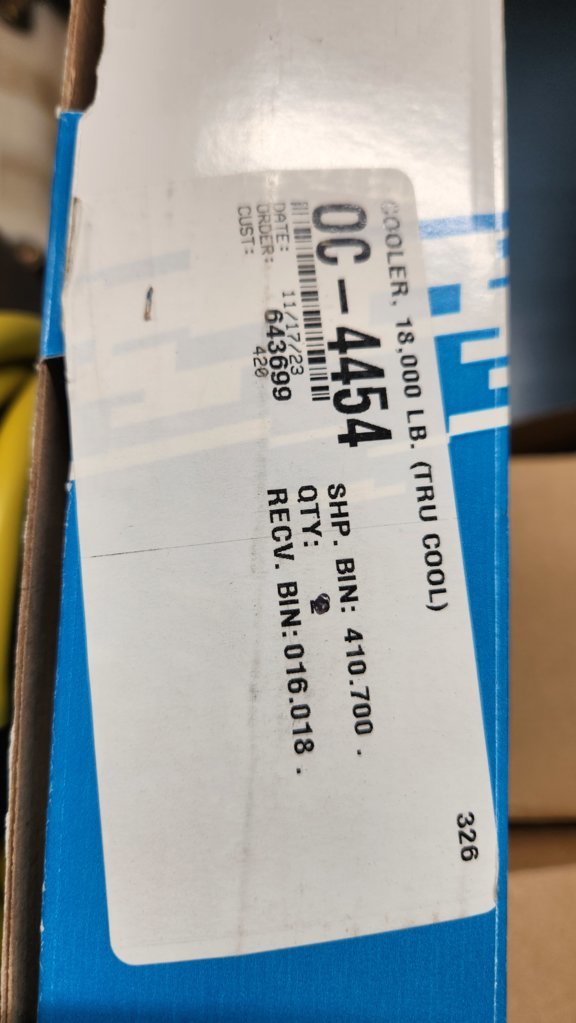 COOLER, 18,000 LB. (TRU COOL)
326
OC-4454
SHP. BIN: 410.700 .
QTY:
RECV. BIN:016.018 .
DATE: 11/17/23
ORDER: 643699
CUST: 420